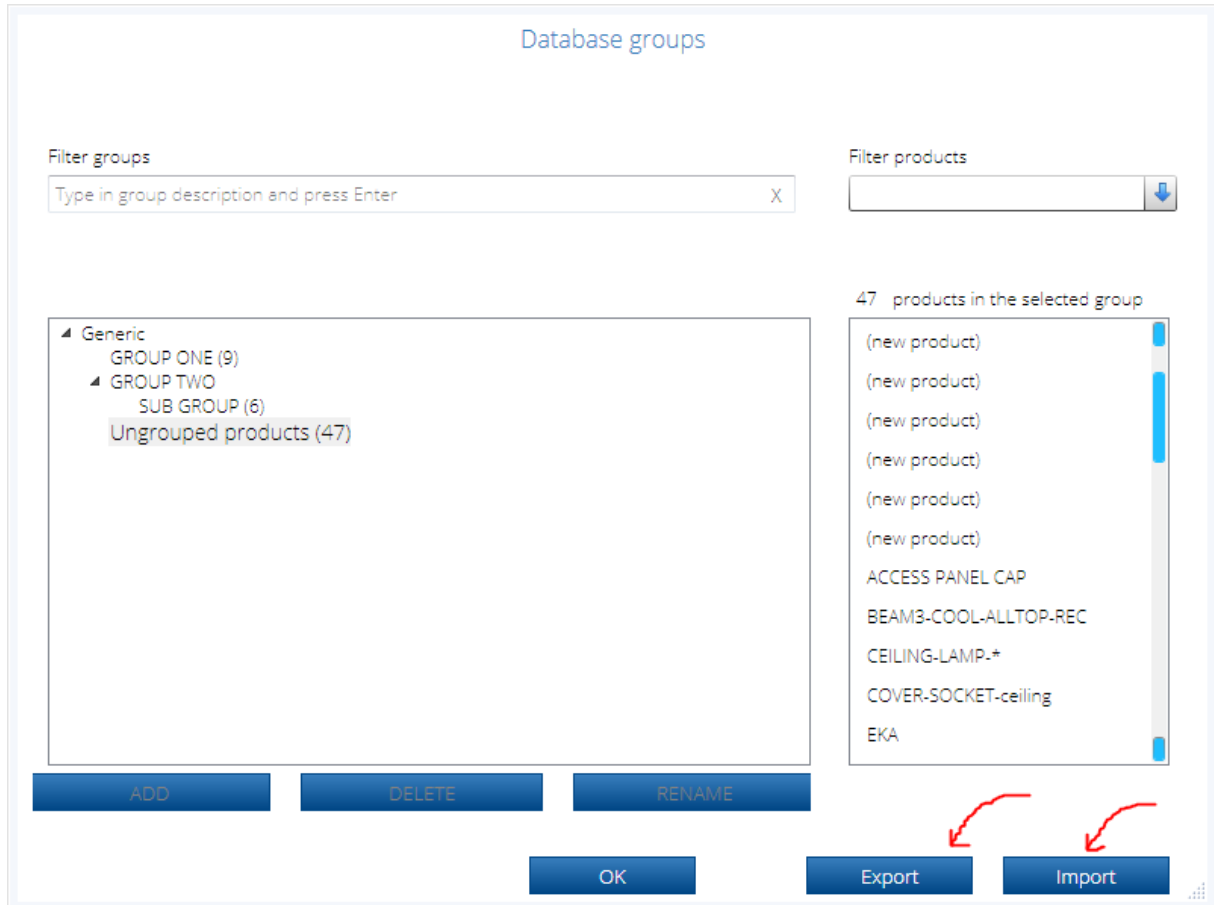 Database groups
Filter groups
Filter products
Type in group description and press Enter X
47 products in the selected group
Generic
GROUP ONE (9)
GROUP TWO
SUB GROUP (6)
Ungrouped products (47)
(new product)
(new product)
(new product)
(new product)
(new product)
(new product)
ACCESS PANEL CAP
BEAM3-COOL-ALLTOP-REC
CEILING-LAMP-*
COVER-SOCKET-ceiling
EKA
ADD
DELETE
RENAME
OK
Export
Import